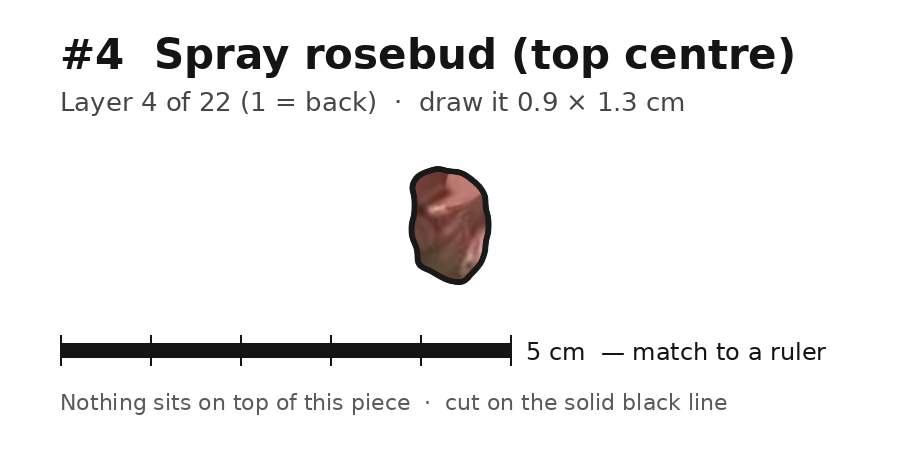 #4 Spray rosebud (top centre)
Layer 4 of 22 (1 = back) · draw it 0.9 × 1.3 cm
5 cm — match to a ruler
Nothing sits on top of this piece · cut on the solid black line